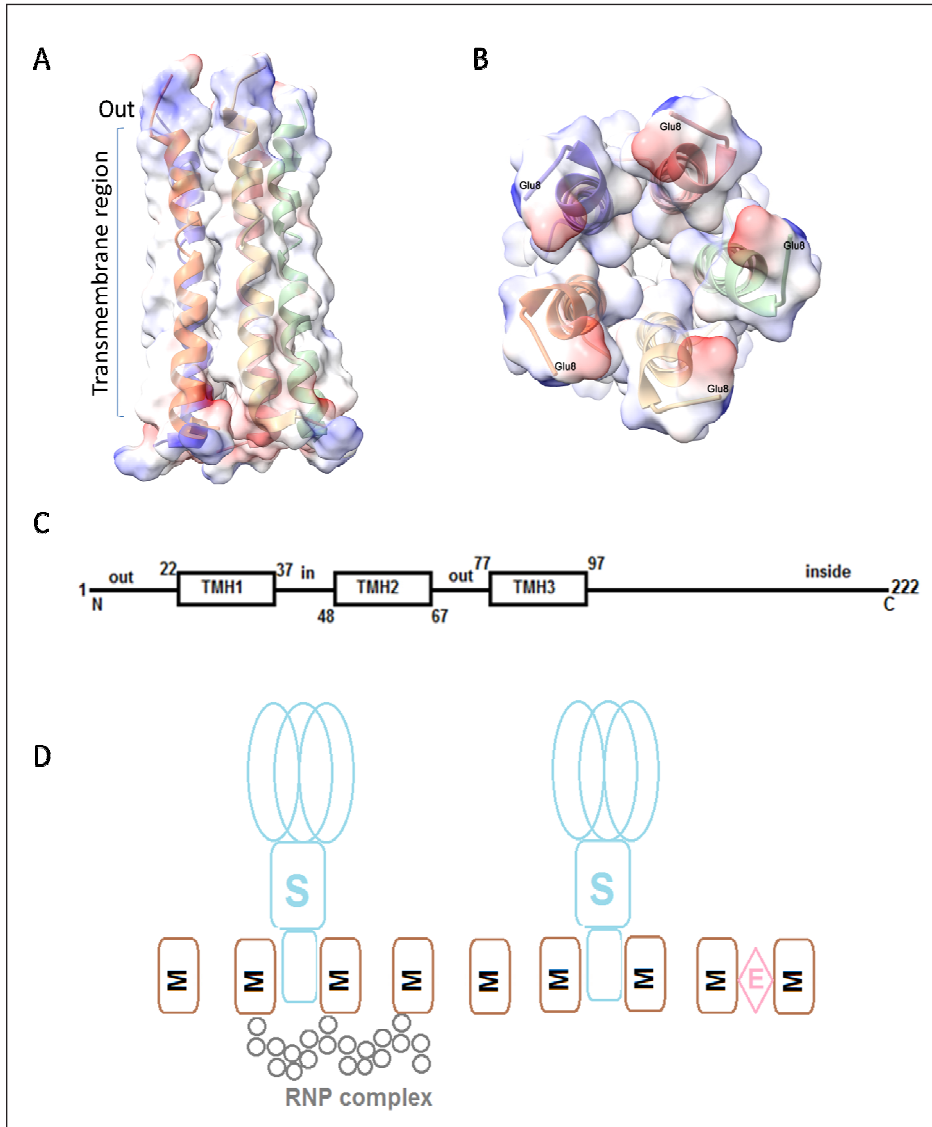 A
B
Out
Transmembrane region
Glu8
Glu8
Glu8
Glu8
Glu8
C
1 out 22 TMH1 37 in TMH2 out 77 TMH3 97 inside 222
N 48 67 C
D
S S
M M M M M M M M E M
RNP complex